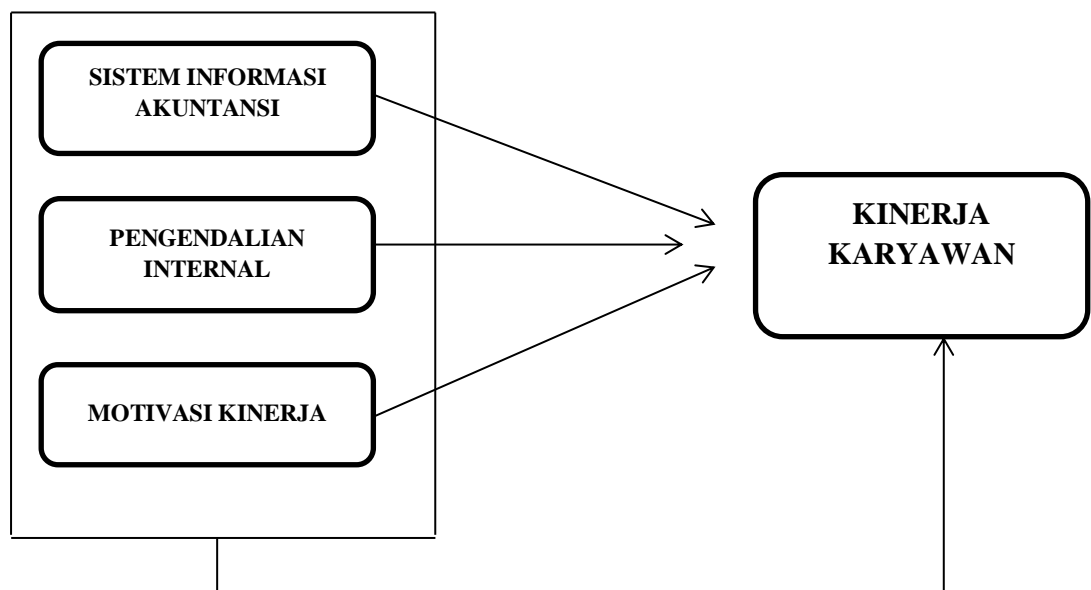 SISTEM INFORMASI
AKUNTANSI
PENGENDALIAN
INTERNAL
MOTIVASI KINERJA
KINERJA
KARYAWAN